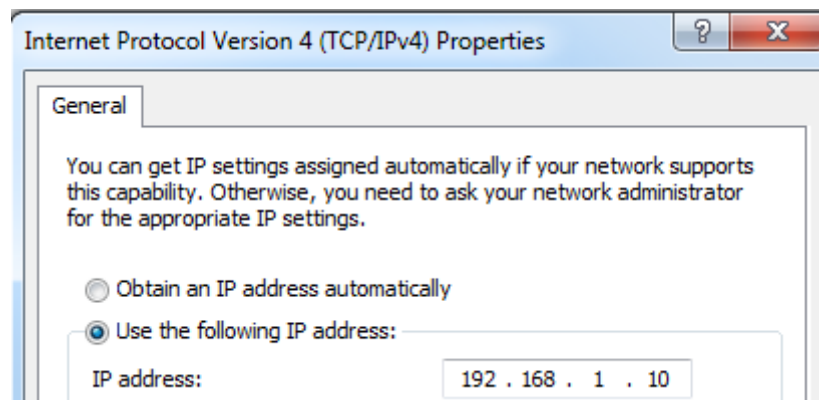 Internet Protocol Version 4 (TCP/IPv4) Properties
General
You can get IP settings assigned automatically if your network supports
this capability. Otherwise, you need to ask your network administrator
for the appropriate IP settings.
Obtain an IP address automatically
Use the following IP address:
IP address: 192 . 168 . 1 . 10